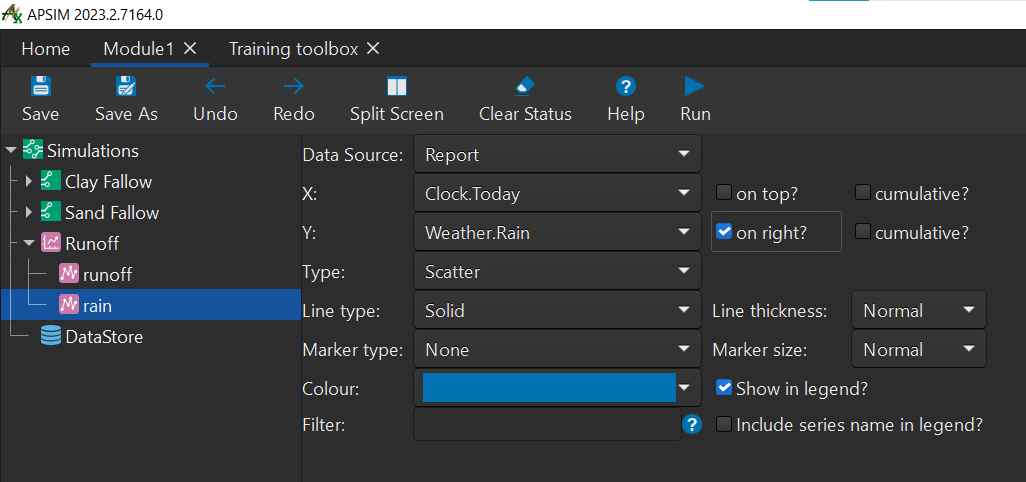 APSIM 2023.2.7164.0
Home Module1 Training toolbox
Save Save As Undo Redo Split Screen Clear Status Help Run
Simulations
Clay Fallow
Sand Fallow
Runoff
runoff
rain
DataStore
Data Source: Report
X: Clock.Today on top? cumulative?
Y: Weather.Rain on right? cumulative?
Type: Scatter
Line type: Solid Line thickness: Normal
Marker type: None Marker size: Normal
Colour: Show in legend?
Filter: ? Include series name in legend?